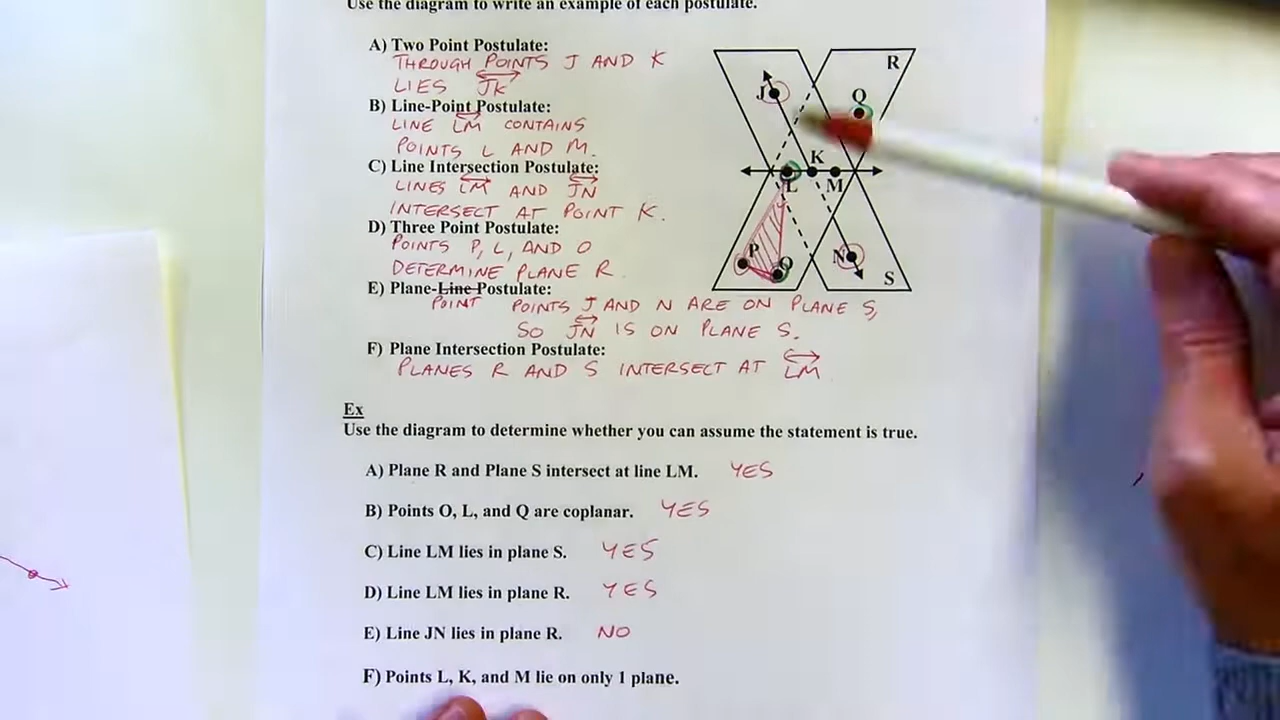 Use the diagram to write an example of each postulate.
A) Two Point Postulate:
THROUGH POINTS J AND K
LIES JK
B) Line-Point Postulate:
LINE LM CONTAINS
POINTS L AND M.
C) Line Intersection Postulate:
LINES LM AND JN
INTERSECT AT POINT K.
D) Three Point Postulate:
POINTS P, L, AND O
DETERMINE PLANE R.
E) Plane-Line Postulate:
POINT POINTS J AND N ARE ON PLANE S,
SO JN IS ON PLANE S.
F) Plane Intersection Postulate:
PLANES R AND S INTERSECT AT LM
R
J
Q
K
L
M
P
O
N
S
Ex
Use the diagram to determine whether you can assume the statement is true.
A) Plane R and Plane S intersect at line LM. YES
B) Points O, L, and Q are coplanar. YES
C) Line LM lies in plane S. YES
D) Line LM lies in plane R. YES
E) Line JN lies in plane R. NO
F) Points L, K, and M lie on only 1 plane.